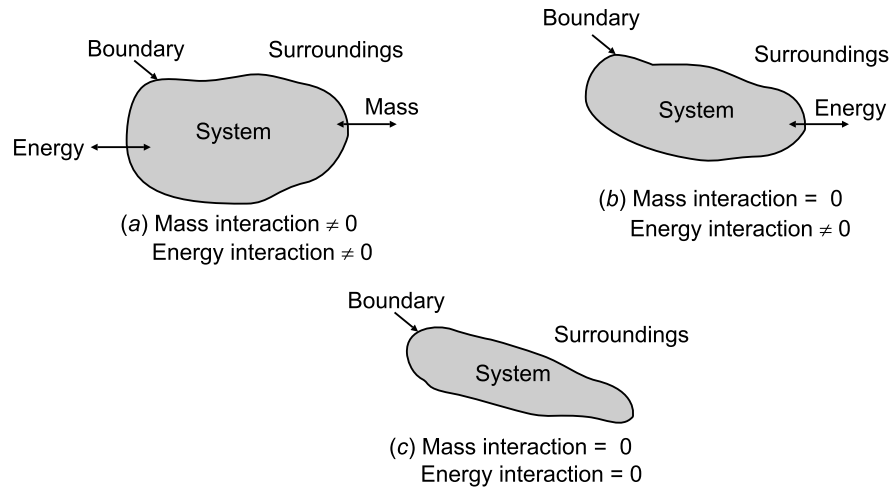 Boundary
Surroundings
Mass
System
Energy
(a) Mass interaction ≠ 0
Energy interaction ≠ 0
Boundary
Surroundings
System
Energy
(b) Mass interaction = 0
Energy interaction ≠ 0
Boundary
Surroundings
System
(c) Mass interaction = 0
Energy interaction = 0